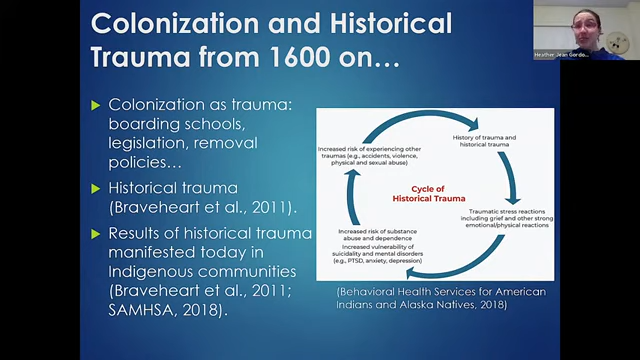 Colonization and Historical
Trauma from 1600 on…
Heather Jean Gordo...
Colonization as trauma:
boarding schools,
legislation, removal
policies…
Historical trauma
(Braveheart et al., 2011).
Results of historical trauma
manifested today in
Indigenous communities
(Braveheart et al., 2011;
SAMHSA, 2018).
History of trauma and
historical trauma
Traumatic stress reactions
including grief and other strong
emotional/physical reactions
Increased risk of substance
abuse and dependence
Increased vulnerability of
suicidality and mental disorders
(e.g., PTSD, anxiety, depression)
Increased risk of experiencing other
traumas (e.g., accidents, violence,
physical and sexual abuse)
Cycle of
Historical Trauma
(Behavioral Health Services for American
Indians and Alaska Natives, 2018)